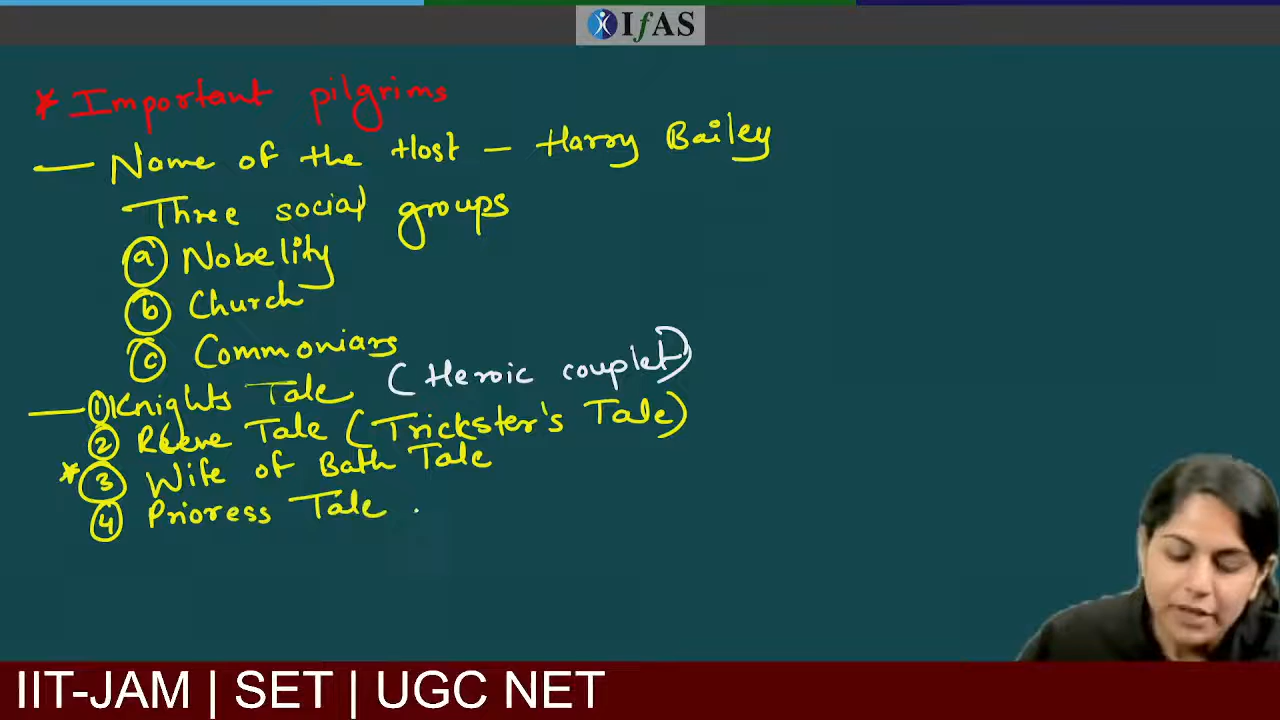 IfAS
* Important pilgrims
— Name of the Host - Harry Bailey
Three social groups
(a) Nobelity
(b) Church
(c) Commoniars
— (1) Knights Tale (Heroic couplet)
(2) Reeve Tale (Trickster's Tale)
* (3) Wife of Bath Tale
(4) Prioress Tale .
IIT-JAM | SET | UGC NET